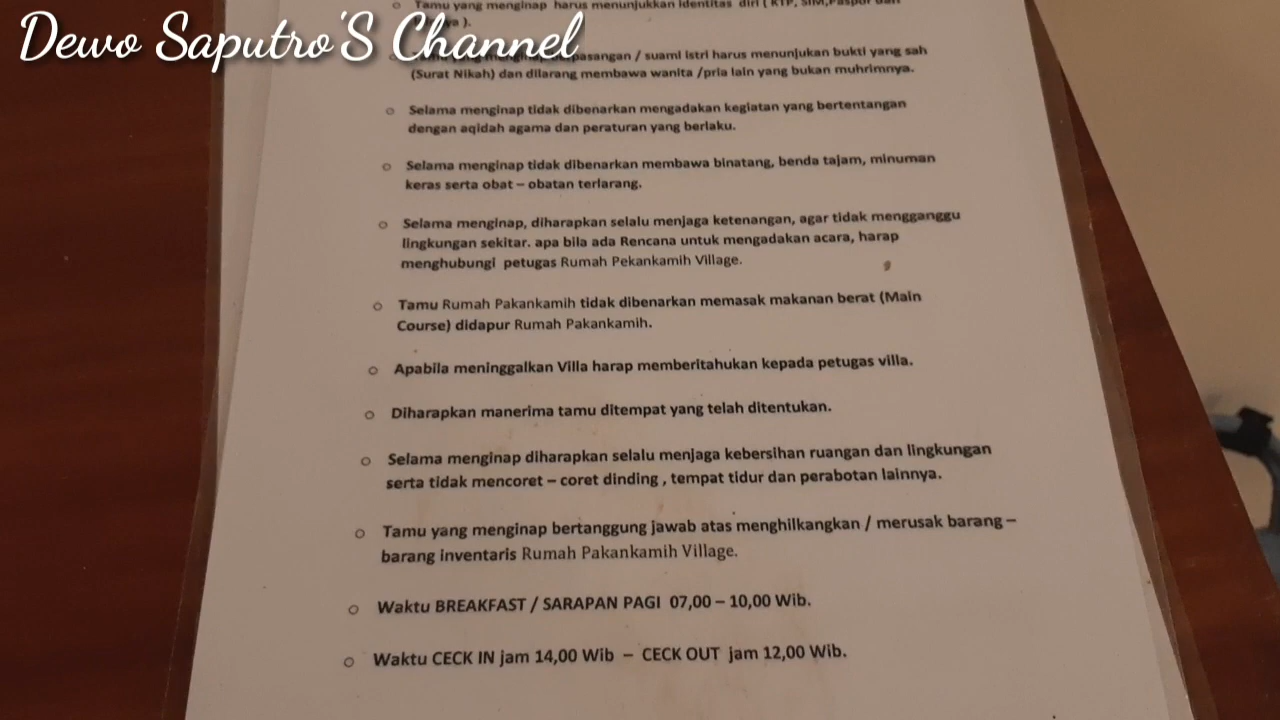 Tamu yang menginap harus menunjukkan identitas diri ( KTP, SIM,Paspor dan
Dewo Saputro'S Channel
pasangan / suami istri harus menunjukan bukti yang sah
(Surat Nikah) dan dilarang membawa wanita /pria lain yang bukan muhrimnya.
Selama menginap tidak dibenarkan mengadakan kegiatan yang bertentangan
dengan aqidah agama dan peraturan yang berlaku.
Selama menginap tidak dibenarkan membawa binatang, benda tajam, minuman
keras serta obat – obatan terlarang.
Selama menginap, diharapkan selalu menjaga ketenangan, agar tidak mengganggu
lingkungan sekitar. apa bila ada Rencana untuk mengadakan acara, harap
menghubungi petugas Rumah Pekankamih Village.
Tamu Rumah Pakankamih tidak dibenarkan memasak makanan berat (Main
Course) didapur Rumah Pakankamih.
Apabila meninggalkan Villa harap memberitahukan kepada petugas villa.
Diharapkan manerima tamu ditempat yang telah ditentukan.
Selama menginap diharapkan selalu menjaga kebersihan ruangan dan lingkungan
serta tidak mencoret – coret dinding , tempat tidur dan perabotan lainnya.
Tamu yang menginap bertanggung jawab atas menghilangkan / merusak barang –
barang inventaris Rumah Pakankamih Village.
Waktu BREAKFAST / SARAPAN PAGI 07,00 – 10,00 Wib.
Waktu CECK IN jam 14,00 Wib – CECK OUT jam 12,00 Wib.